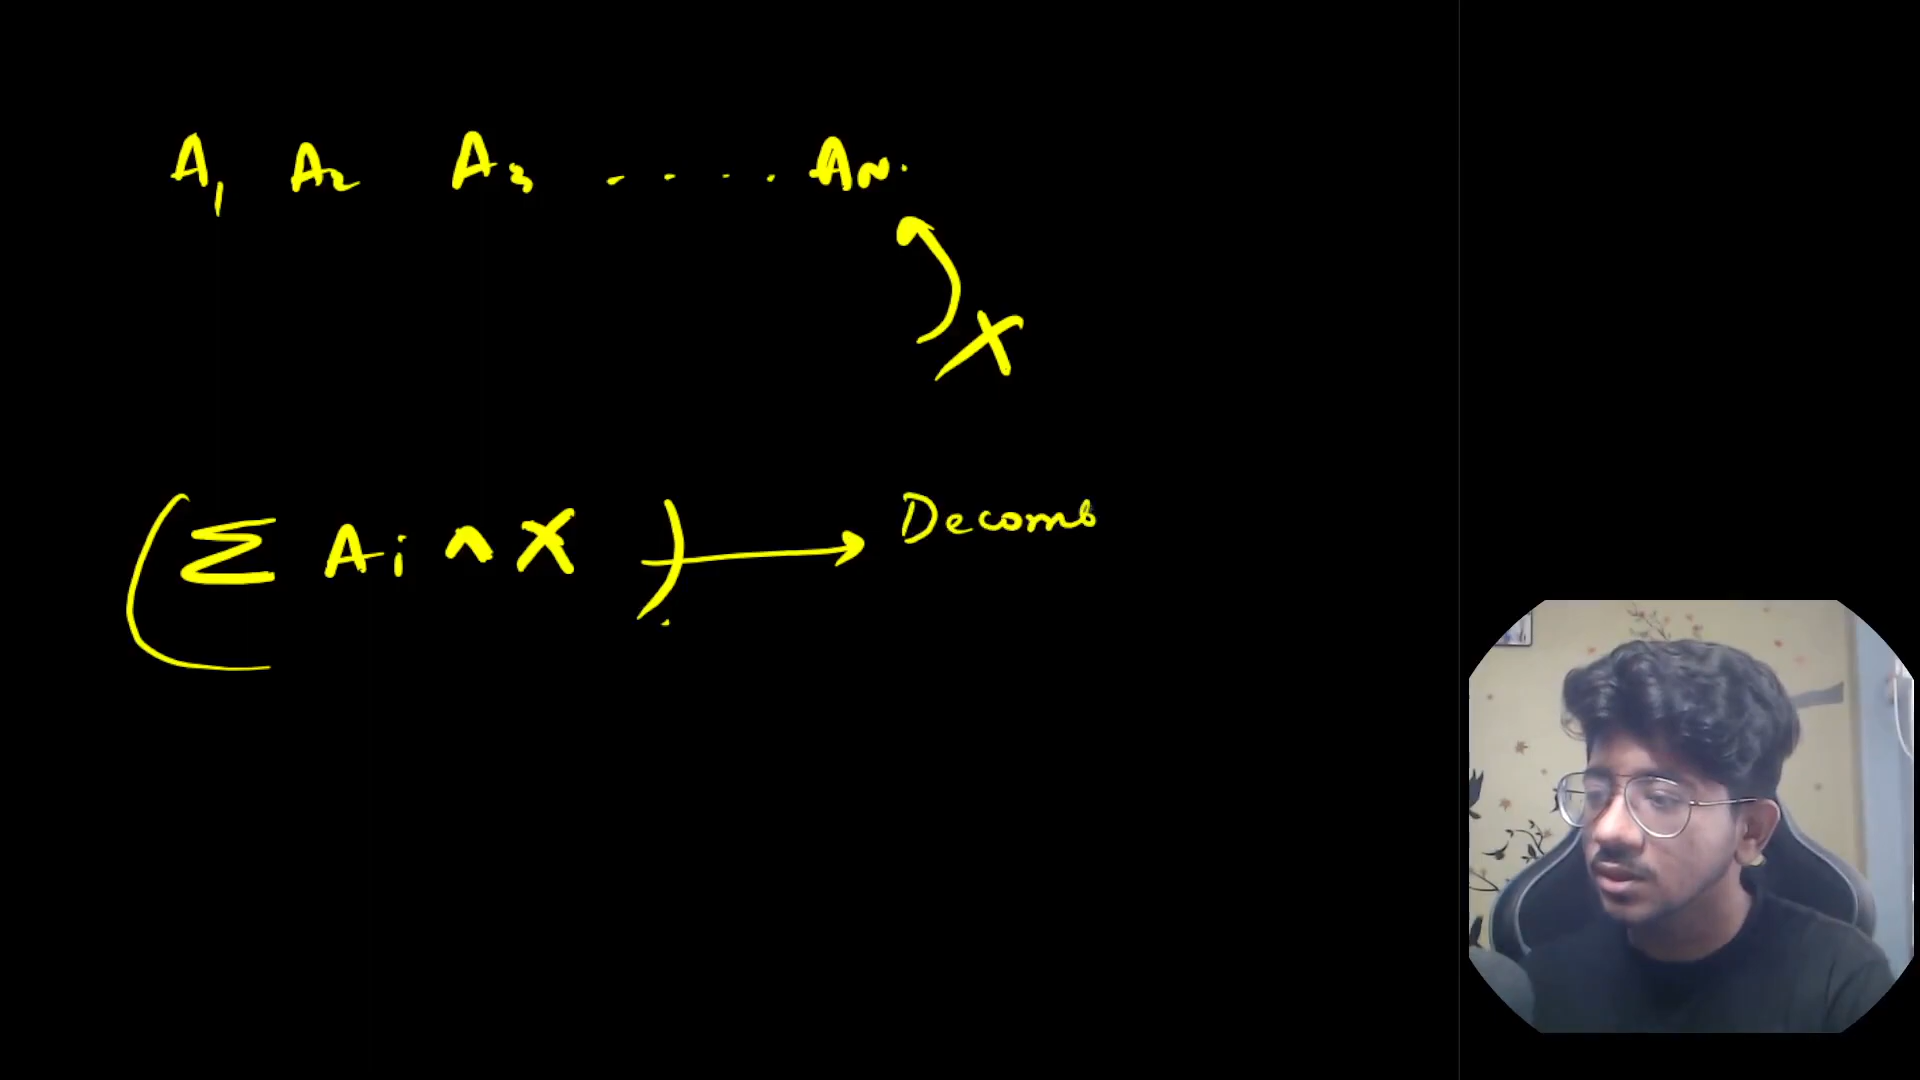 A1 A2 A3 ..... AN.
X
(Σ Ai ^ X) → Decomb